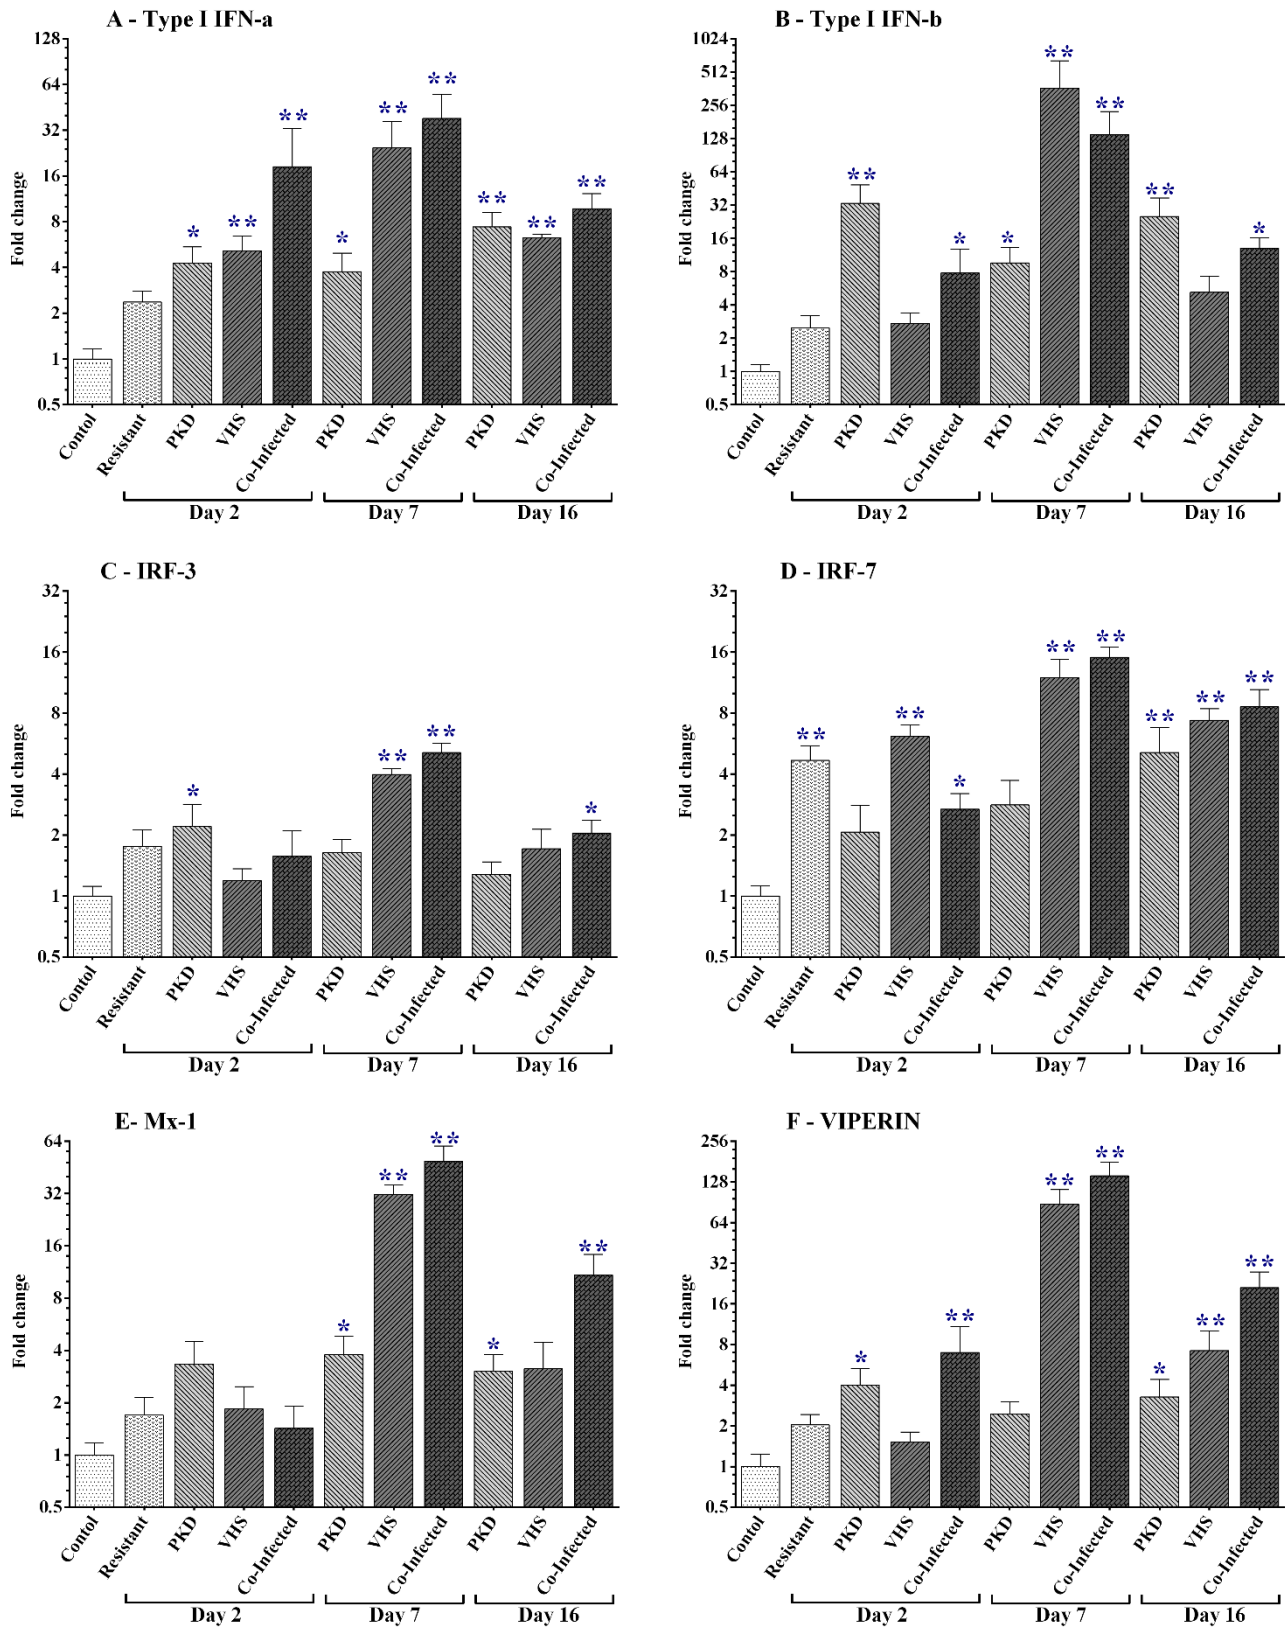 A - Type I IFN-a
Fold change
128
64
32
16
8
4
2
1
0.5
* ** ** * ** ** ** ** **
Contol Resistant PKD VHS Co-Infected PKD VHS Co-Infected PKD VHS Co-Infected
Day 2 Day 7 Day 16
B - Type I IFN-b
Fold change
1024
512
256
128
64
32
16
8
4
2
1
0.5
** * * ** ** ** *
Contol Resistant PKD VHS Co-Infected PKD VHS Co-Infected PKD VHS Co-Infected
Day 2 Day 7 Day 16
C - IRF-3
Fold change
32
16
8
4
2
1
0.5
* ** ** *
Contol Resistant PKD VHS Co-Infected PKD VHS Co-Infected PKD VHS Co-Infected
Day 2 Day 7 Day 16
D - IRF-7
Fold change
32
16
8
4
2
1
0.5
** ** * ** ** ** ** **
Contol Resistant PKD VHS Co-Infected PKD VHS Co-Infected PKD VHS Co-Infected
Day 2 Day 7 Day 16
E- Mx-1
Fold change
64
32
16
8
4
2
1
0.5
* ** ** * **
Contol Resistant PKD VHS Co-Infected PKD VHS Co-Infected PKD VHS Co-Infected
Day 2 Day 7 Day 16
F - VIPERIN
Fold change
256
128
64
32
16
8
4
2
1
0.5
* ** ** ** * ** **
Contol Resistant PKD VHS Co-Infected PKD VHS Co-Infected PKD VHS Co-Infected
Day 2 Day 7 Day 16